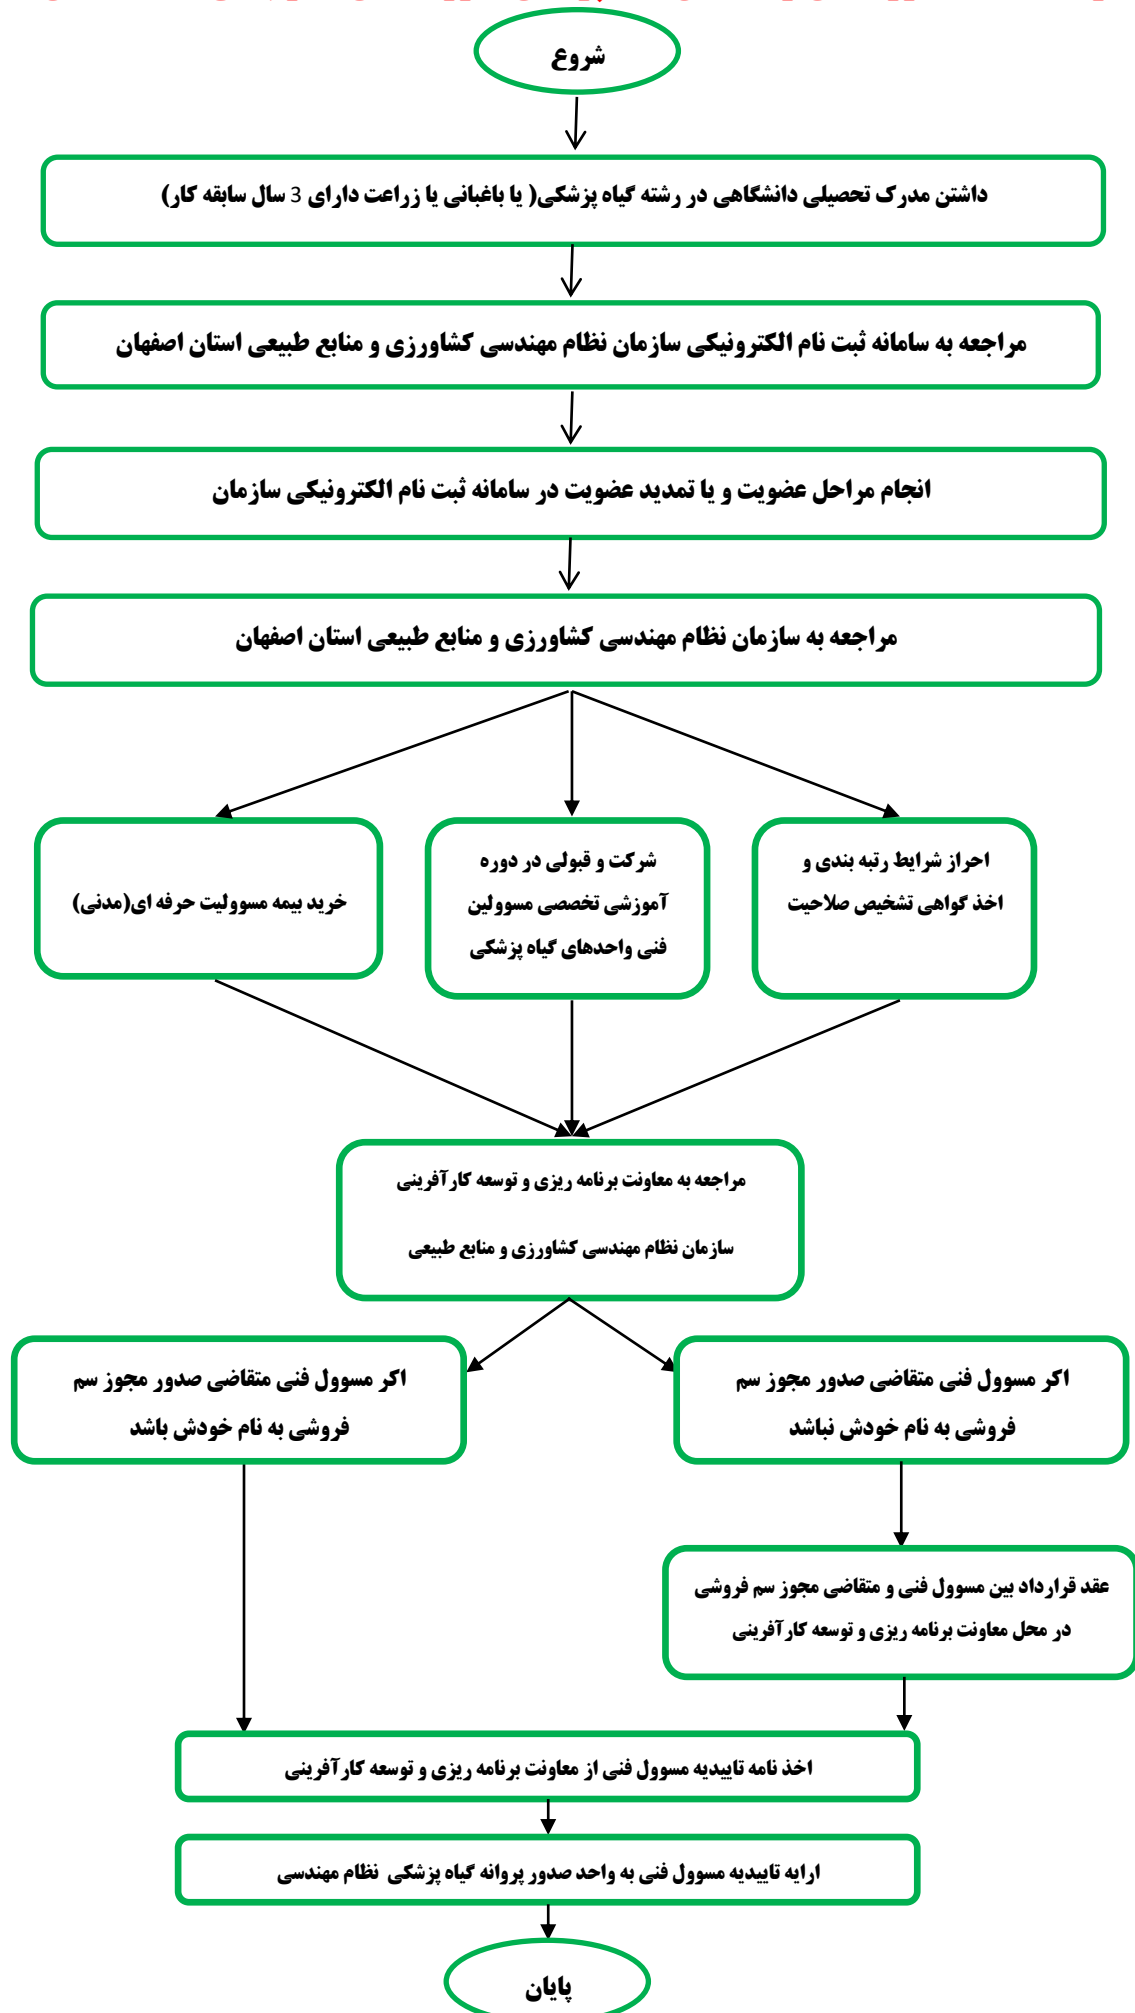 شروع
داشتن مدرک تحصیلی دانشگاهی در رشته گیاه پزشکی( یا باغبانی یا زراعت دارای 3 سال سابقه کار)
مراجعه به سامانه ثبت نام الکترونیکی سازمان نظام مهندسی کشاورزی و منابع طبیعی استان اصفهان
انجام مراحل عضویت و یا تمدید عضویت در سامانه ثبت نام الکترونیکی سازمان
مراجعه به سازمان نظام مهندسی کشاورزی و منابع طبیعی استان اصفهان
احراز شرایط رتبه بندی و
اخذ گواهی تشخیص صلاحیت
شرکت و قبولی در دوره
آموزشی تخصصی مسوولین
فنی واحدهای گیاه پزشکی
خرید بیمه مسوولیت حرفه ای(مدنی)
مراجعه به معاونت برنامه ریزی و توسعه کارآفرینی
سازمان نظام مهندسی کشاورزی و منابع طبیعی
اکر مسوول فنی متقاضی صدور مجوز سم
فروشی به نام خودش نباشد
اکر مسوول فنی متقاضی صدور مجوز سم
فروشی به نام خودش باشد
عقد قرارداد بین مسوول فنی و متقاضی مجوز سم فروشی
در محل معاونت برنامه ریزی و توسعه کارآفرینی
اخذ نامه تاییدیه مسوول فنی از معاونت برنامه ریزی و توسعه کارآفرینی
ارایه تاییدیه مسوول فنی به واحد صدور پروانه گیاه پزشکی نظام مهندسی
پایان